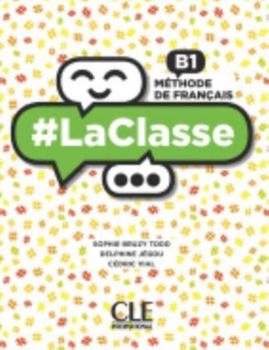 B1
MÉTHODE DE FRANÇAIS
#LaClasse
SOPHIE BRUZY TODD
DELPHINE JÉGOU
CÉDRIC VIAL
CLE
INTERNATIONAL